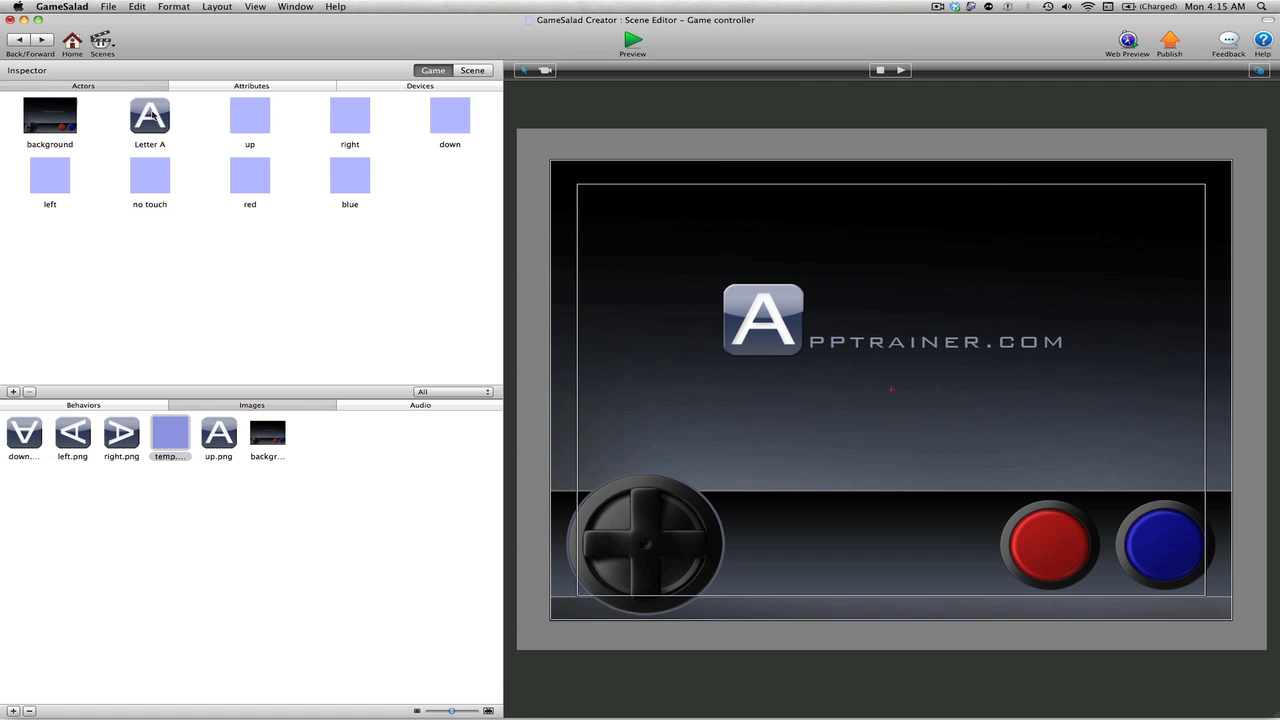 GameSalad File Edit Format Layout View Window Help (Charged) Mon 4:15 AM
GameSalad Creator : Scene Editor - Game controller
Back/Forward Home Scenes Preview Web Preview Publish Feedback Help
Inspector Game Scene
Actors Attributes Devices
A
background Letter A up right down
left no touch red blue
A PPTRAINER.COM
All
Behaviors Images Audio
A A A A
down.... left.png right.png temp.... up.png backgr...